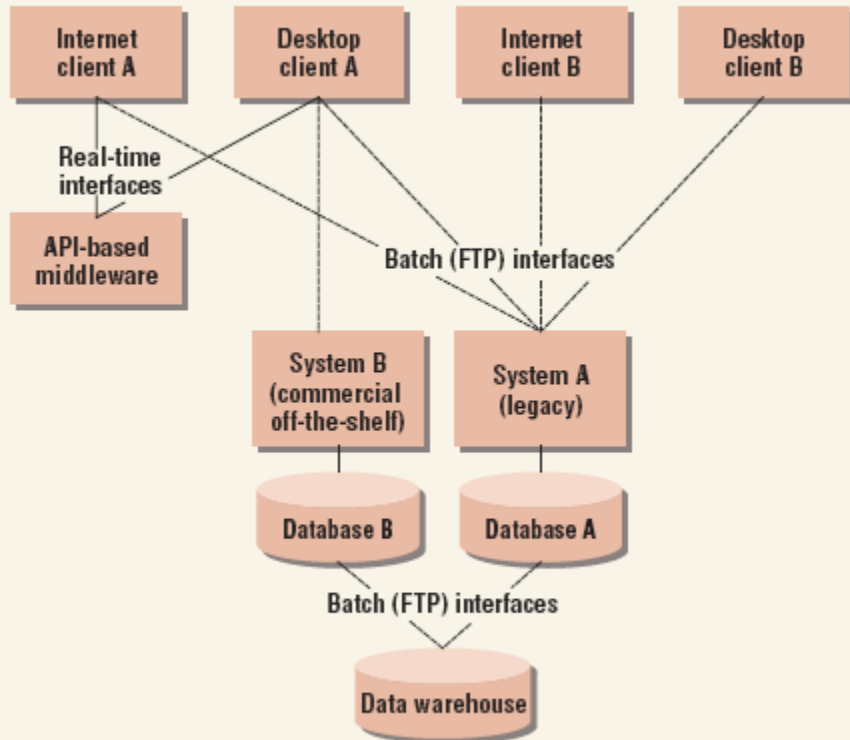 Internet
client A
Desktop
client A
Internet
client B
Desktop
client B
Real-time
interfaces
API-based
middleware
Batch (FTP) interfaces
System B
(commercial
off-the-shelf)
System A
(legacy)
Database B
Database A
Batch (FTP) interfaces
Data warehouse